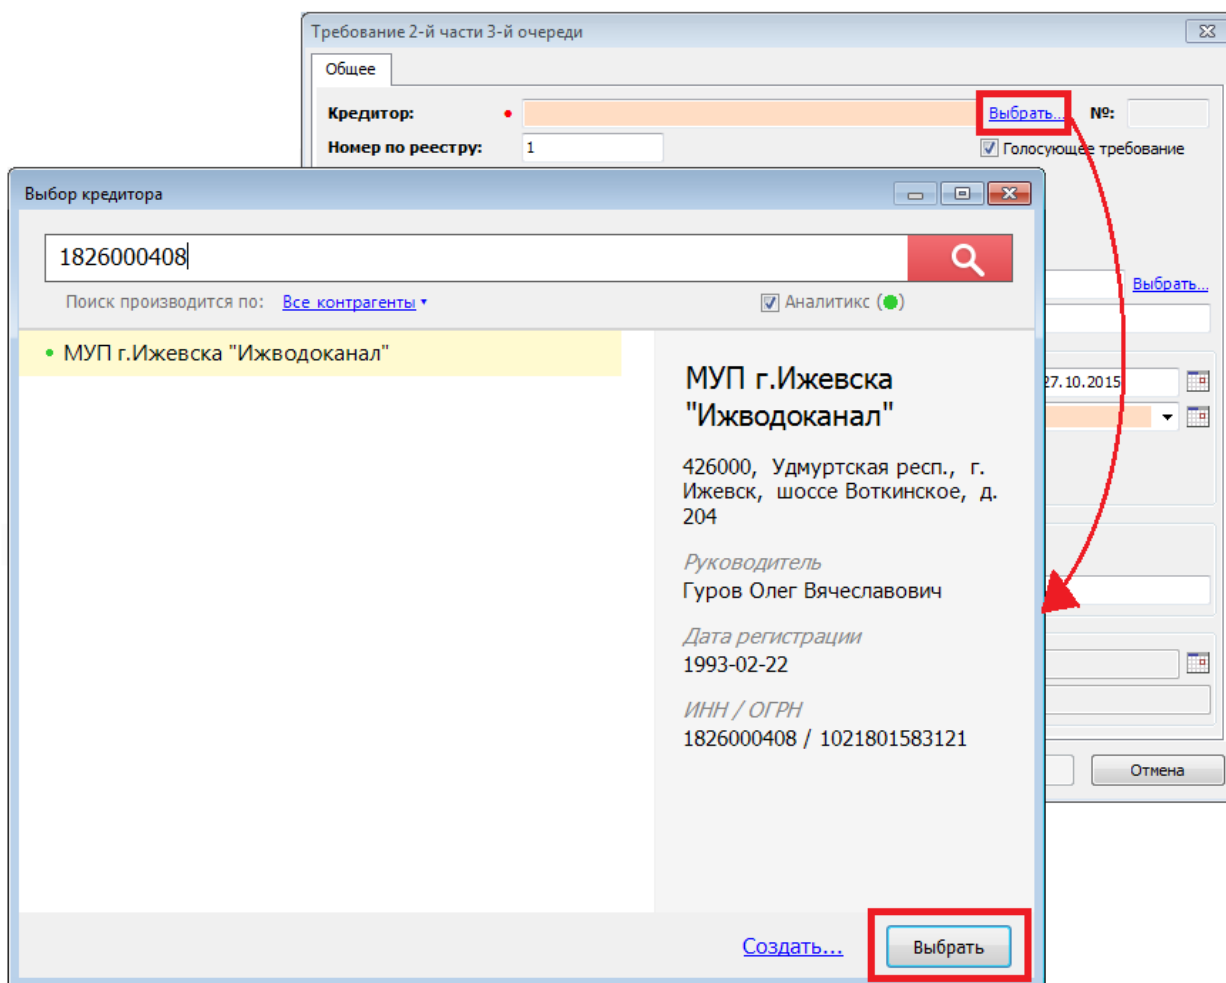 Требование 2-й части 3-й очереди
Общее
Кредитор: Выбрать... №:
Номер по реестру: 1 Голосующее требование
Выбор кредитора
1826000408
Поиск производится по: Все контрагенты Аналитикс ( )
Выбрать...
МУП г.Ижевска "Ижводоканал"
МУП г.Ижевска
"Ижводоканал"
27.10.2015
426000, Удмуртская респ., г.
Ижевск, шоссе Воткинское, д.
204
Руководитель
Гуров Олег Вячеславович
Дата регистрации
1993-02-22
ИНН / ОГРН
1826000408 / 1021801583121
Отмена
Создать... Выбрать